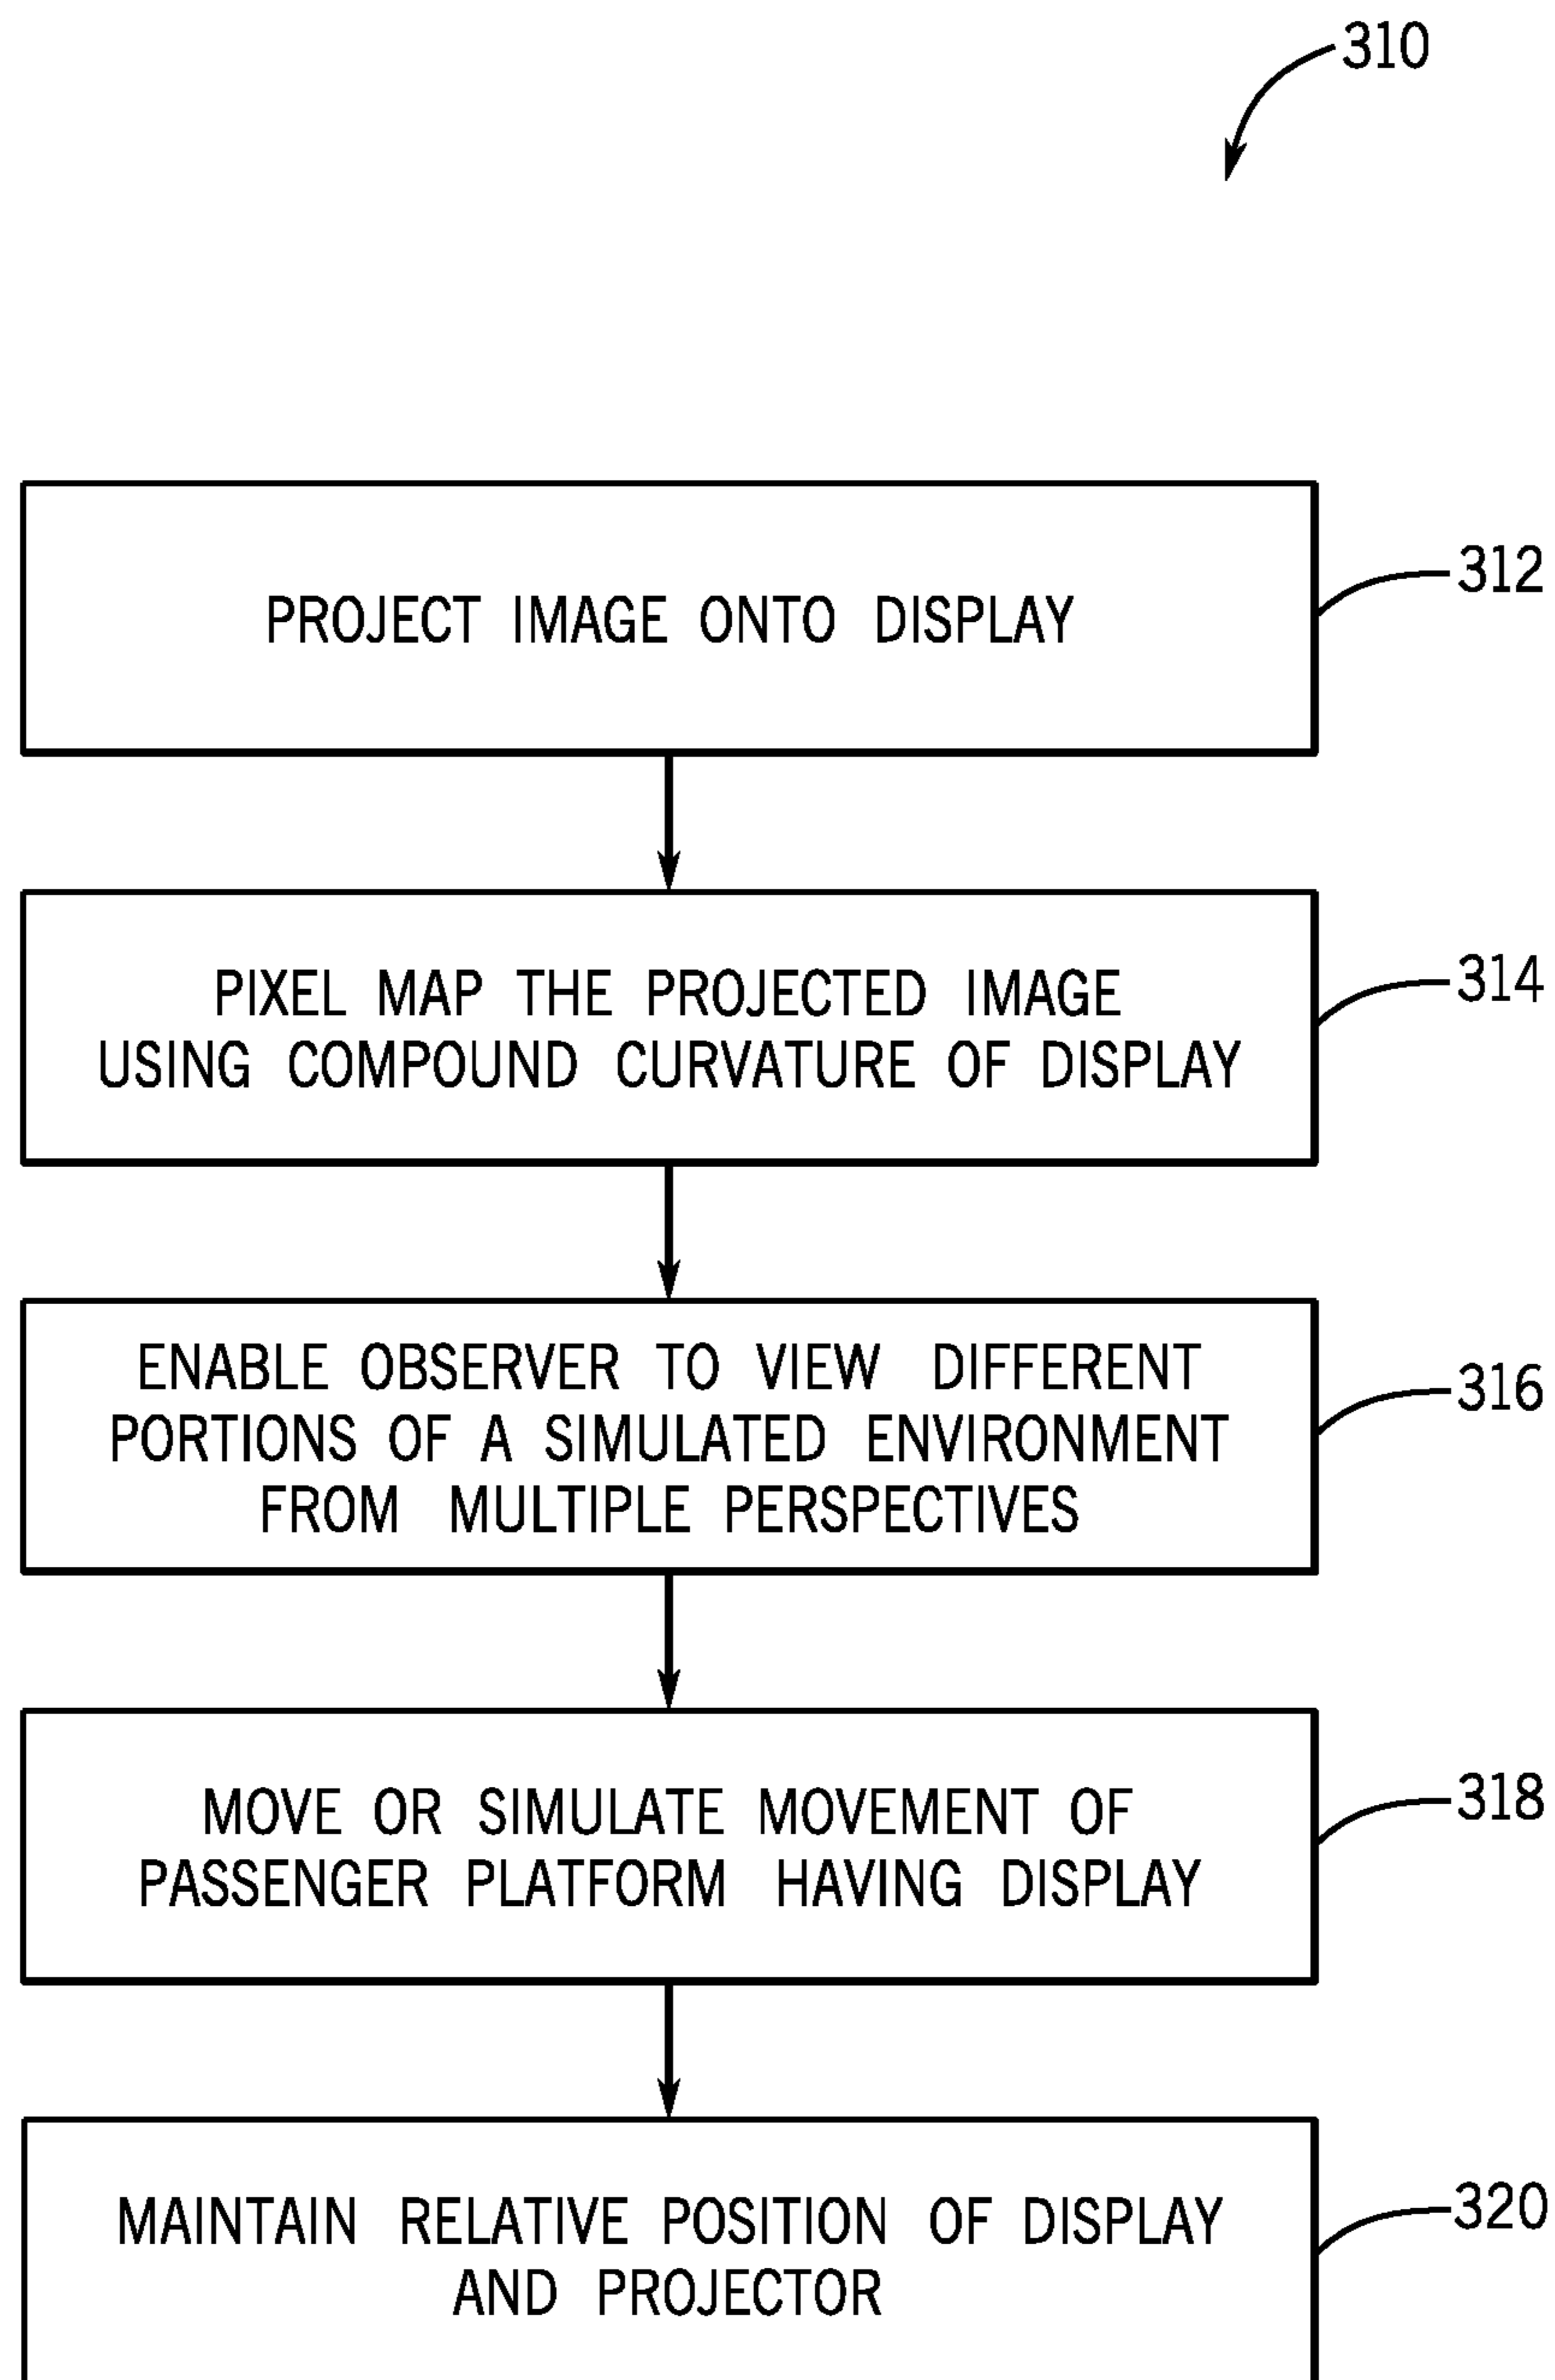 310
PROJECT IMAGE ONTO DISPLAY
312
PIXEL MAP THE PROJECTED IMAGE
USING COMPOUND CURVATURE OF DISPLAY
314
ENABLE OBSERVER TO VIEW DIFFERENT
PORTIONS OF A SIMULATED ENVIRONMENT
FROM MULTIPLE PERSPECTIVES
316
MOVE OR SIMULATE MOVEMENT OF
PASSENGER PLATFORM HAVING DISPLAY
318
MAINTAIN RELATIVE POSITION OF DISPLAY
AND PROJECTOR
320